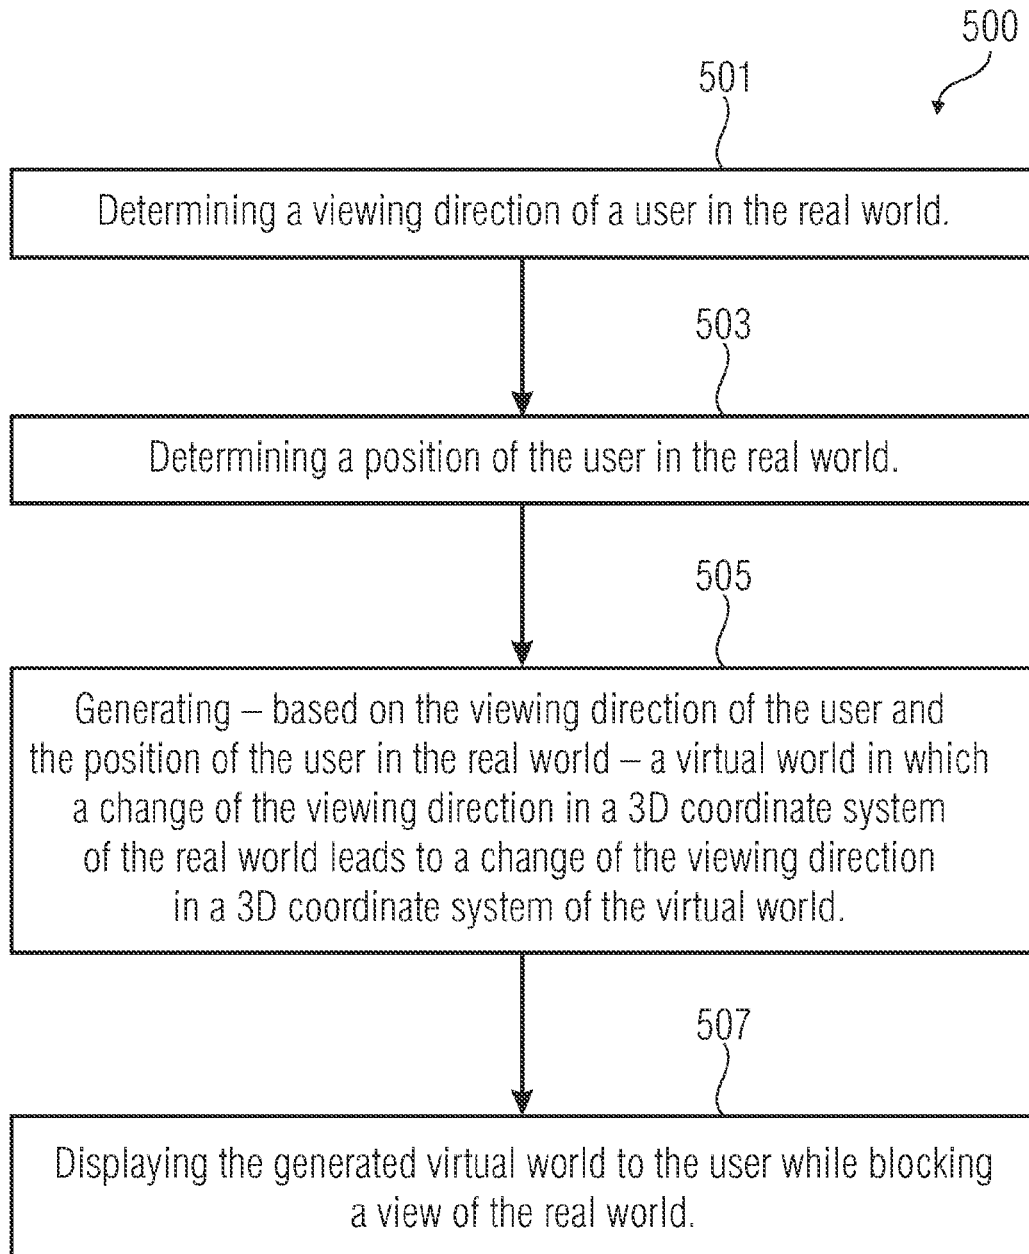 500
501
Determining a viewing direction of a user in the real world.
503
Determining a position of the user in the real world.
505
Generating – based on the viewing direction of the user and
the position of the user in the real world – a virtual world in which
a change of the viewing direction in a 3D coordinate system
of the real world leads to a change of the viewing direction
in a 3D coordinate system of the virtual world.
507
Displaying the generated virtual world to the user while blocking
a view of the real world.